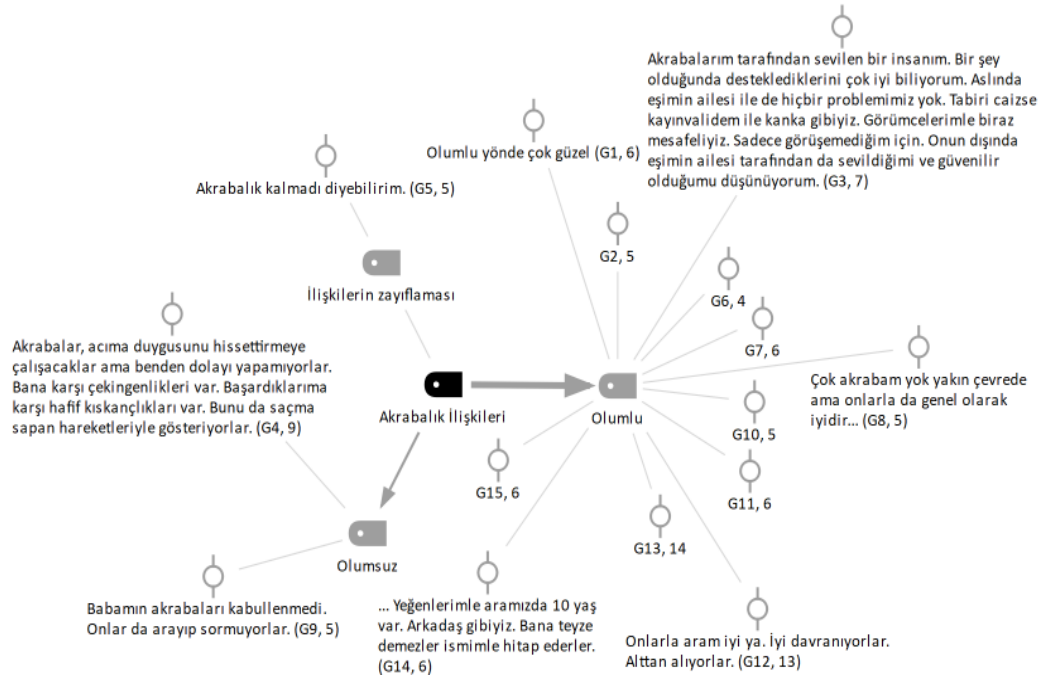 Akrabalarım tarafından sevilen bir insanım. Bir şey
olduğunda desteklediklerini çok iyi biliyorum. Aslında
eşimin ailesi ile de hiçbir problemimiz yok. Tabiri caizse
kayınvalidem ile kanka gibiyiz. Görümcelerimle biraz
mesafeliyiz. Sadece görüşemediğim için. Onun dışında
eşimin ailesi tarafından da sevildiğimi ve güvenilir
olduğumu düşünüyorum. (G3, 7)
Olumlu yönde çok güzel (G1, 6)
Akrabalık kalmadı diyebilirim. (G5, 5)
G2, 5
İlişkilerin zayıflaması
G6, 4
G7, 6
Akrabalar, acıma duygusunu hissettirmeye
çalışacaklar ama benden dolayı yapamıyorlar.
Bana karşı çekingenlikleri var. Başardıklarıma
karşı hafif kıskançlıkları var. Bunu da saçma
sapan hareketleriyle gösteriyorlar. (G4, 9)
Akrabalık İlişkileri
Olumlu
Çok akrabam yok yakın çevrede
ama onlarla da genel olarak
iyidir... (G8, 5)
G10, 5
G15, 6
G11, 6
G13, 14
Olumsuz
Babamın akrabaları kabullenmedi.
Onlar da arayıp sormuyorlar. (G9, 5)
... Yeğenlerimle aramızda 10 yaş
var. Arkadaş gibiyiz. Bana teyze
demezler ismimle hitap ederler.
(G14, 6)
Onlarla aram iyi ya. İyi davranıyorlar.
Alttan alıyorlar. (G12, 13)